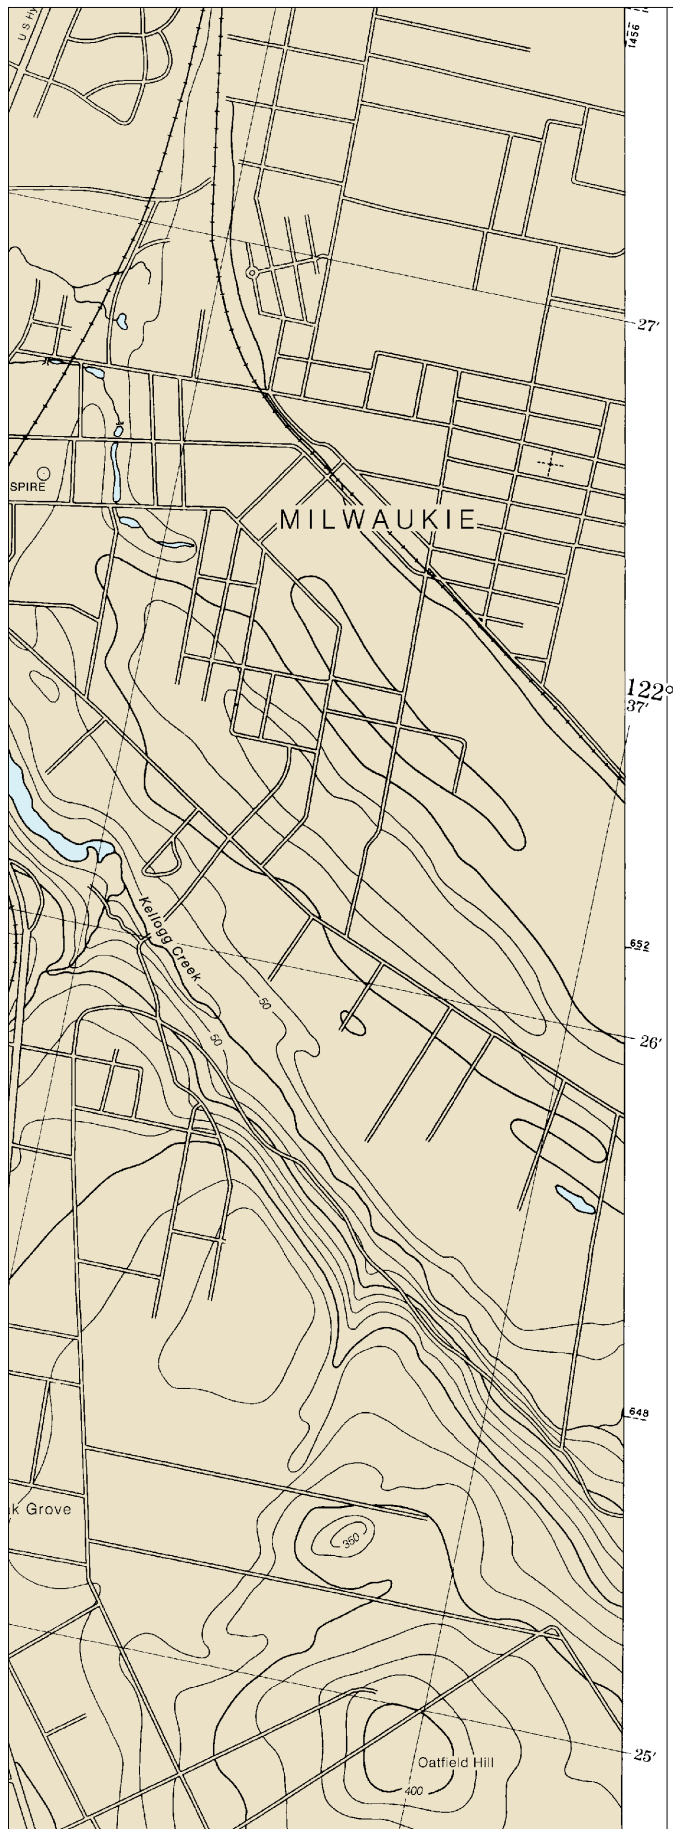 U S Hy
1456
27'
SPIRE
MILWAUKIE
122°
37'
Kellogg Creek
652
50
50
26'
648
k Grove
350
25'
Oatfield Hill
400